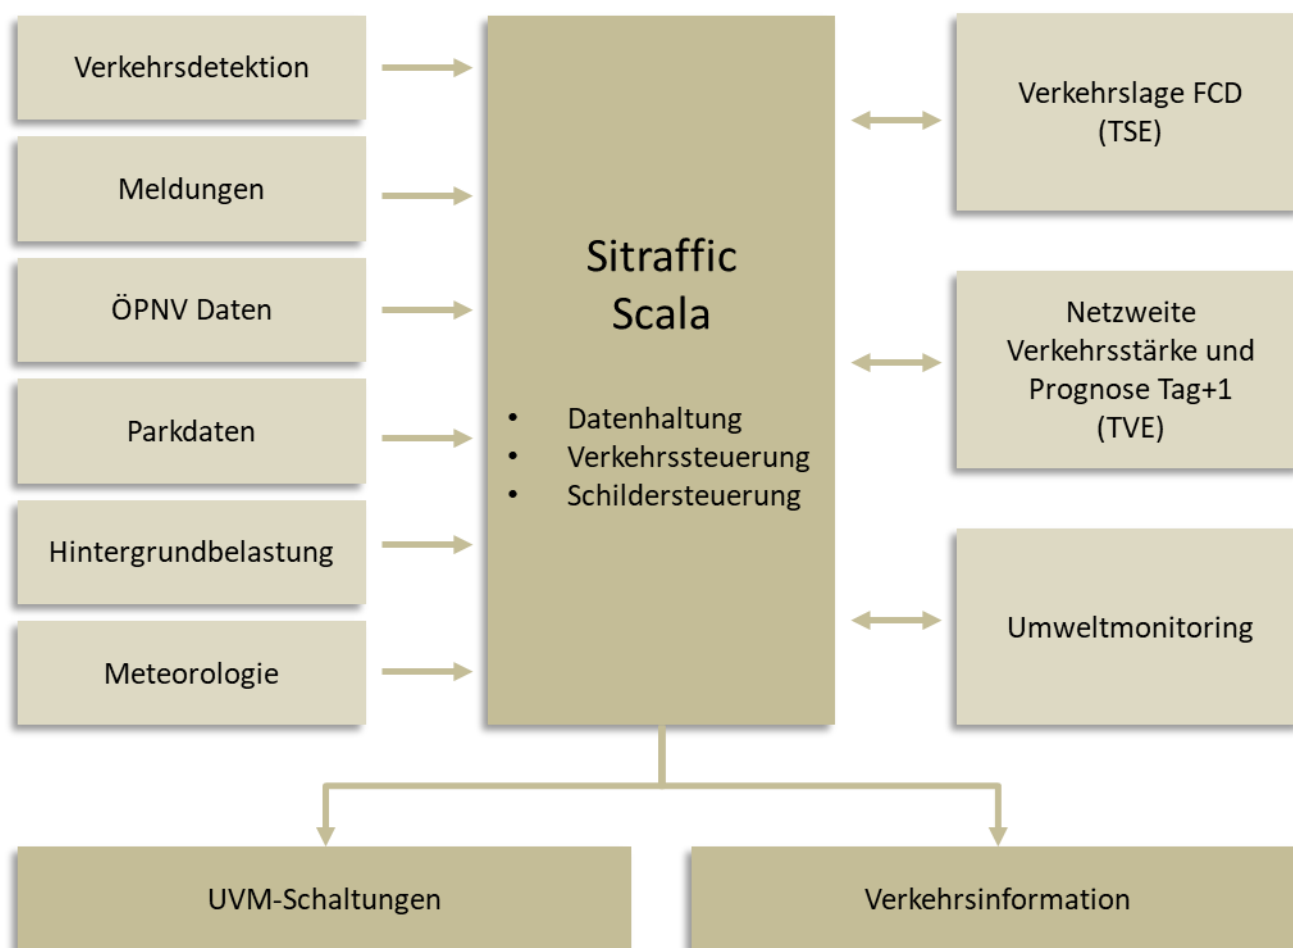 Verkehrsdetektion
Meldungen
ÖPNV Daten
Parkdaten
Hintergrundbelastung
Meteorologie
Sitraffic
Scala
• Datenhaltung
• Verkehrssteuerung
• Schildersteuerung
Verkehrslage FCD
(TSE)
Netzweite
Verkehrsstärke und
Prognose Tag+1
(TVE)
Umweltmonitoring
UVM-Schaltungen
Verkehrsinformation